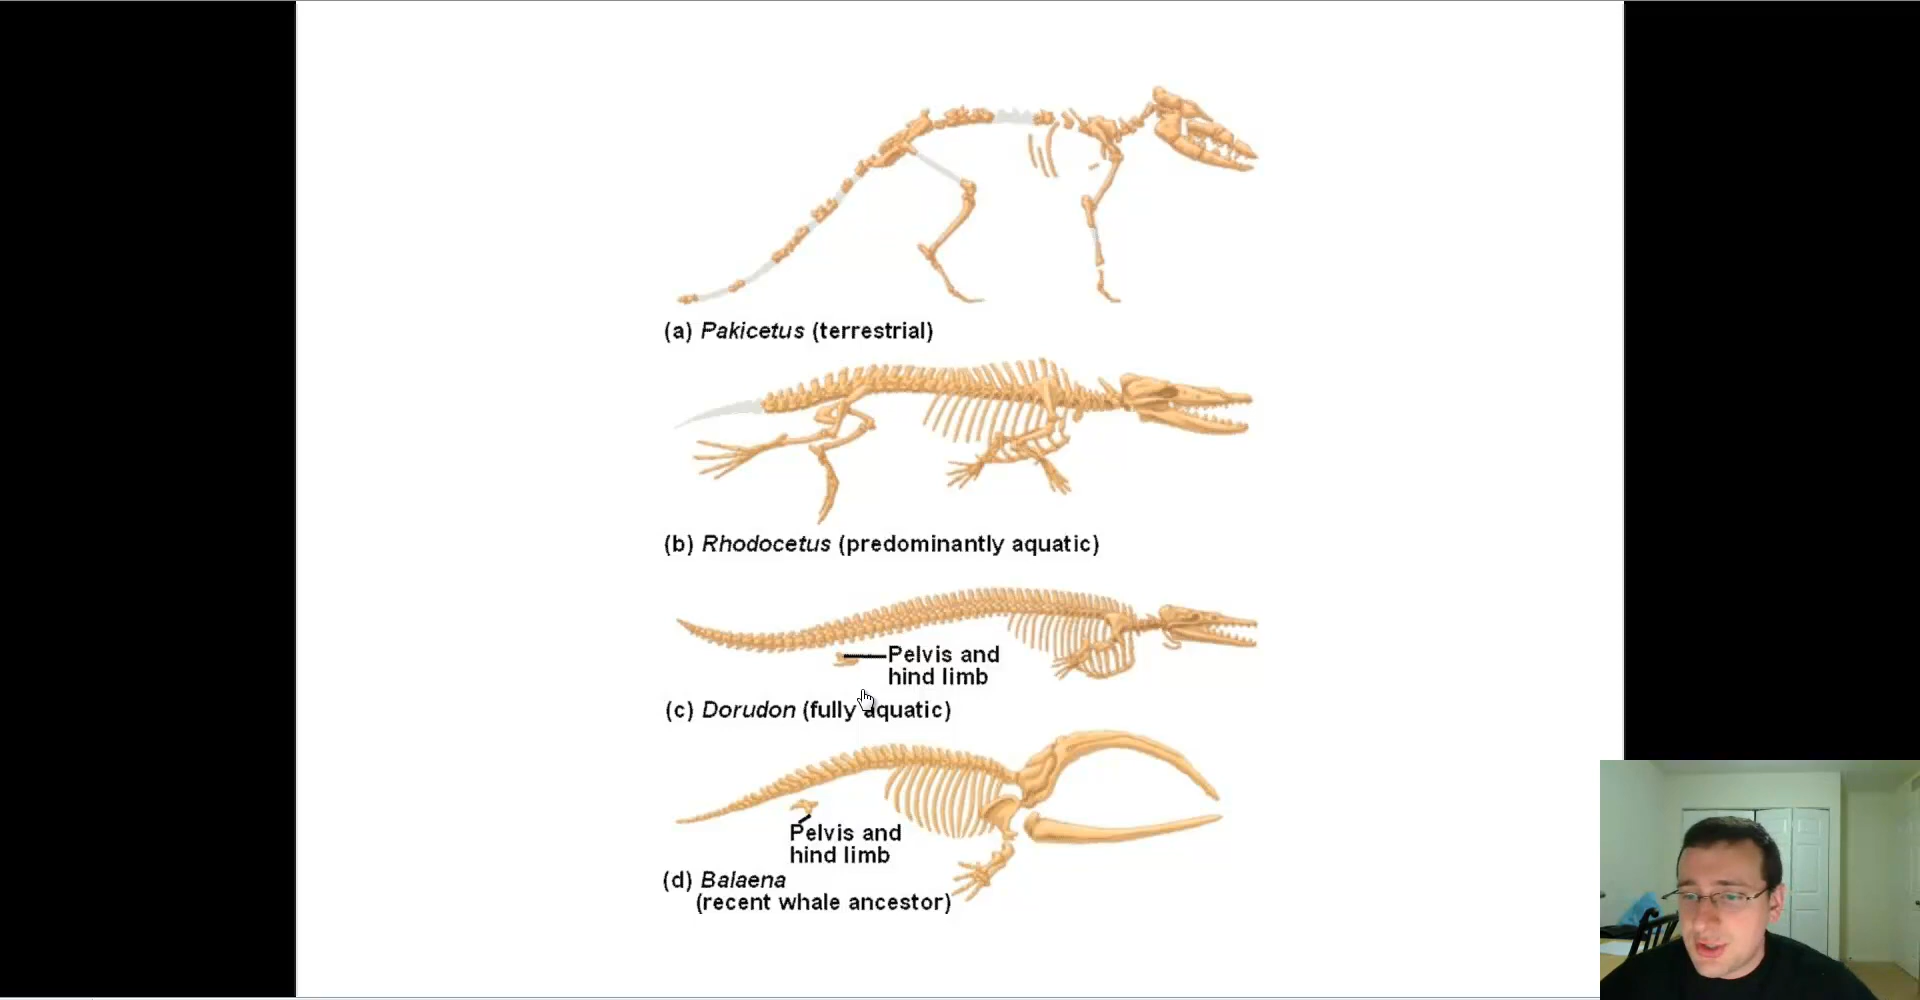 (a) Pakicetus (terrestrial)
(b) Rhodocetus (predominantly aquatic)
Pelvis and
hind limb
(c) Dorudon (fully aquatic)
Pelvis and
hind limb
(d) Balaena
(recent whale ancestor)